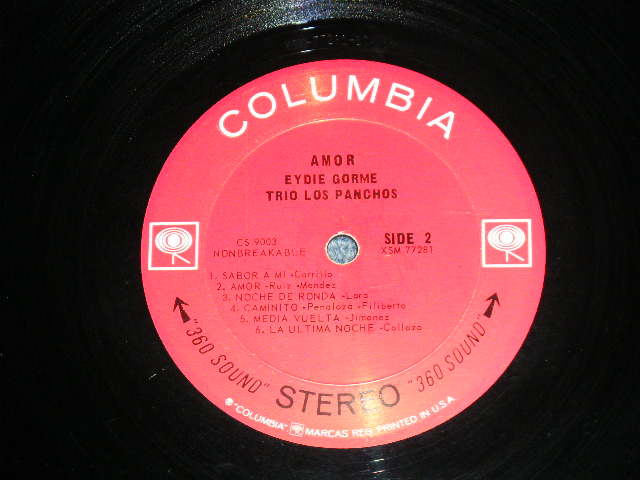 COLUMBIA
AMOR
EYDIE GORME
TRIO LOS PANCHOS
CS 9003
NONBREAKABLE
SIDE 2
XSM 77281
1. SABOR A MI -Carrillo
2. AMOR -Ruiz -Mendez
3. NOCHE DE RONDA -Lara
4. CAMINITO -Penaloza -Filiberto
5. MEDIA VUELTA -Jimenez
6. LA ULTIMA NOCHE -Collazo
"360 SOUND" STEREO "360 SOUND"
® "COLUMBIA" MARCAS REG. PRINTED IN U.S.A.